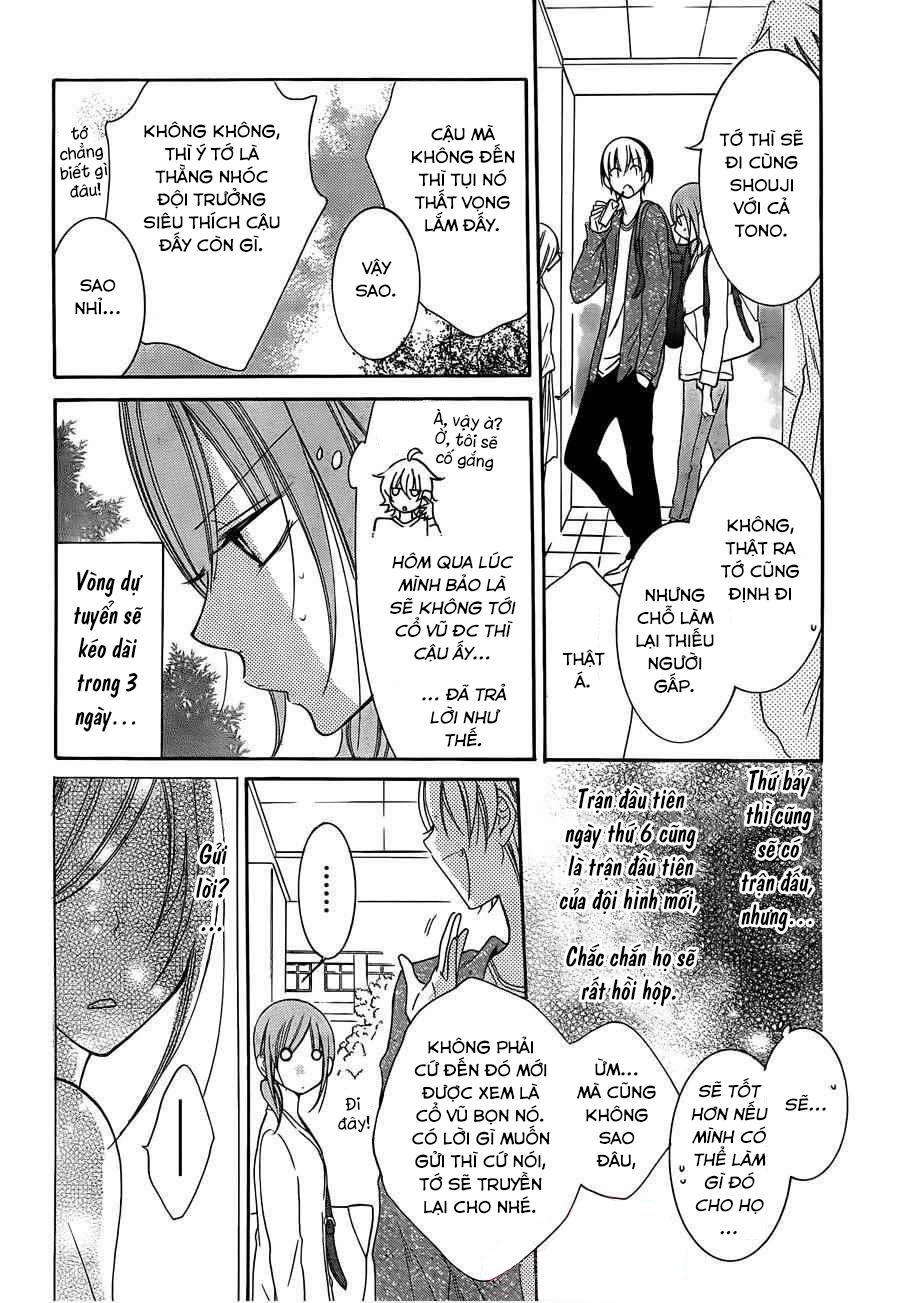 TỚ THÌ SẼ
ĐI CÙNG
SHOUJI
VỚI CẢ
TONO.
KHÔNG,
THẬT RA
TỚ CŨNG
ĐỊNH ĐI
NHƯNG
CHỖ LÀM
LẠI THIẾU
NGƯỜI
GẤP.
THẬT
Á.
CẬU MÀ
KHÔNG ĐẾN
THÌ TỤI NÓ
THẤT VỌNG
LẮM ĐẤY.
VẬY
SAO.
KHÔNG KHÔNG,
THÌ Ý TỚ LÀ
THẰNG NHÓC
ĐỘI TRƯỞNG
SIÊU THÍCH CẬU
ĐẤY CÒN GÌ.
tớ
chẳng
biết gì
đâu!
SAO
NHỈ...
À, vậy à?
Ờ, tôi sẽ
cố gắng
HÔM QUA LÚC
MÌNH BẢO LÀ
SẼ KHÔNG TỚI
CỔ VŨ ĐC THÌ
CẬU ẤY...
... ĐÃ TRẢ
LỜI NHƯ
THẾ.
Vòng dự
tuyển sẽ
kéo dài
trong 3
ngày...
Thứ bảy
thì cũng
sẽ có
trận đấu,
nhưng...
Trận đầu tiên
ngày thứ 6 cũng
là trận đầu tiên
của đội hình mới,
Chắc chắn họ sẽ
rất hồi hộp.
SẼ...
SẼ TỐT
HƠN NẾU
MÌNH CÓ
THỂ LÀM
GÌ ĐÓ
CHO HỌ
...
ỪM...
MÀ CŨNG
KHÔNG
SAO
ĐÂU,
KHÔNG PHẢI
CỨ ĐẾN ĐÓ MỚI
ĐƯỢC XEM LÀ
CỔ VŨ BỌN NÓ.
CÓ LỜI GÌ MUỐN
GỬI THÌ CỨ NÓI,
TỚ SẼ TRUYỀN
LẠI CHO NHÉ.
Đi
đây!
......
Gửi
lời?
...